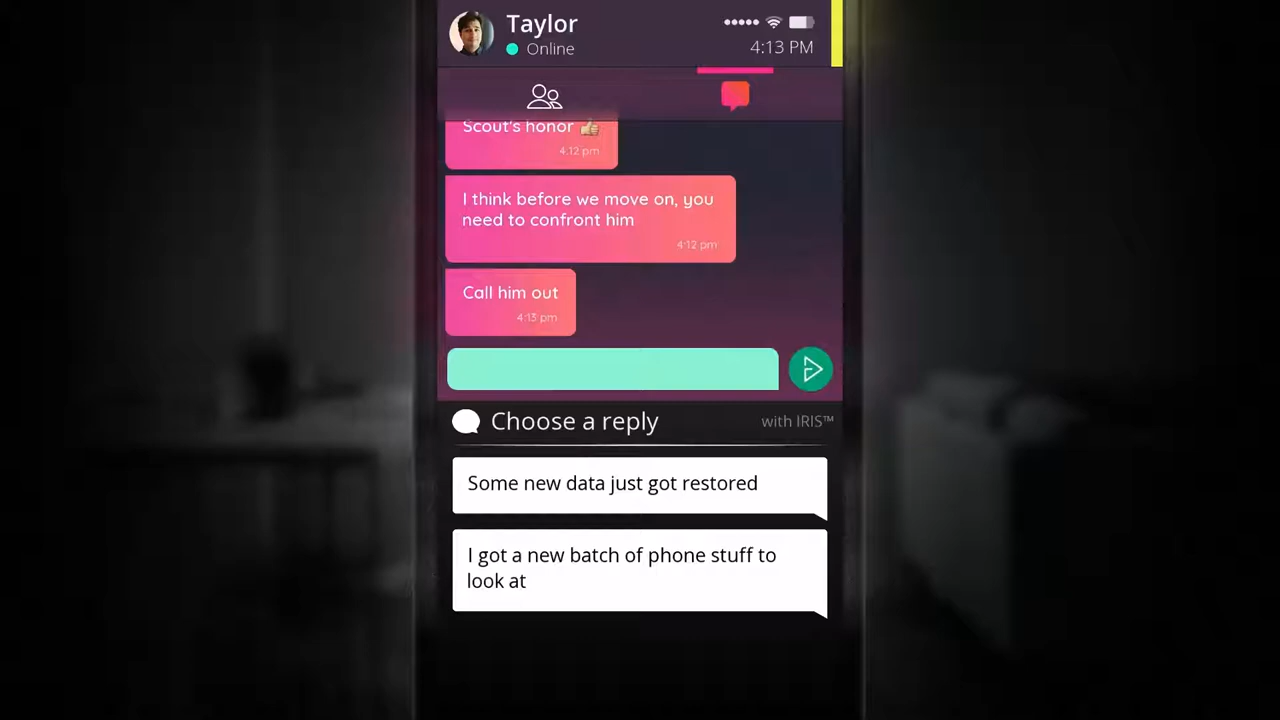 Taylor
Online
4:13 PM
Scout's honor 👍
4:12 pm
I think before we move on, you
need to confront him
4:12 pm
Call him out
4:13 pm
Choose a reply
with IRIS™
Some new data just got restored
I got a new batch of phone stuff to
look at